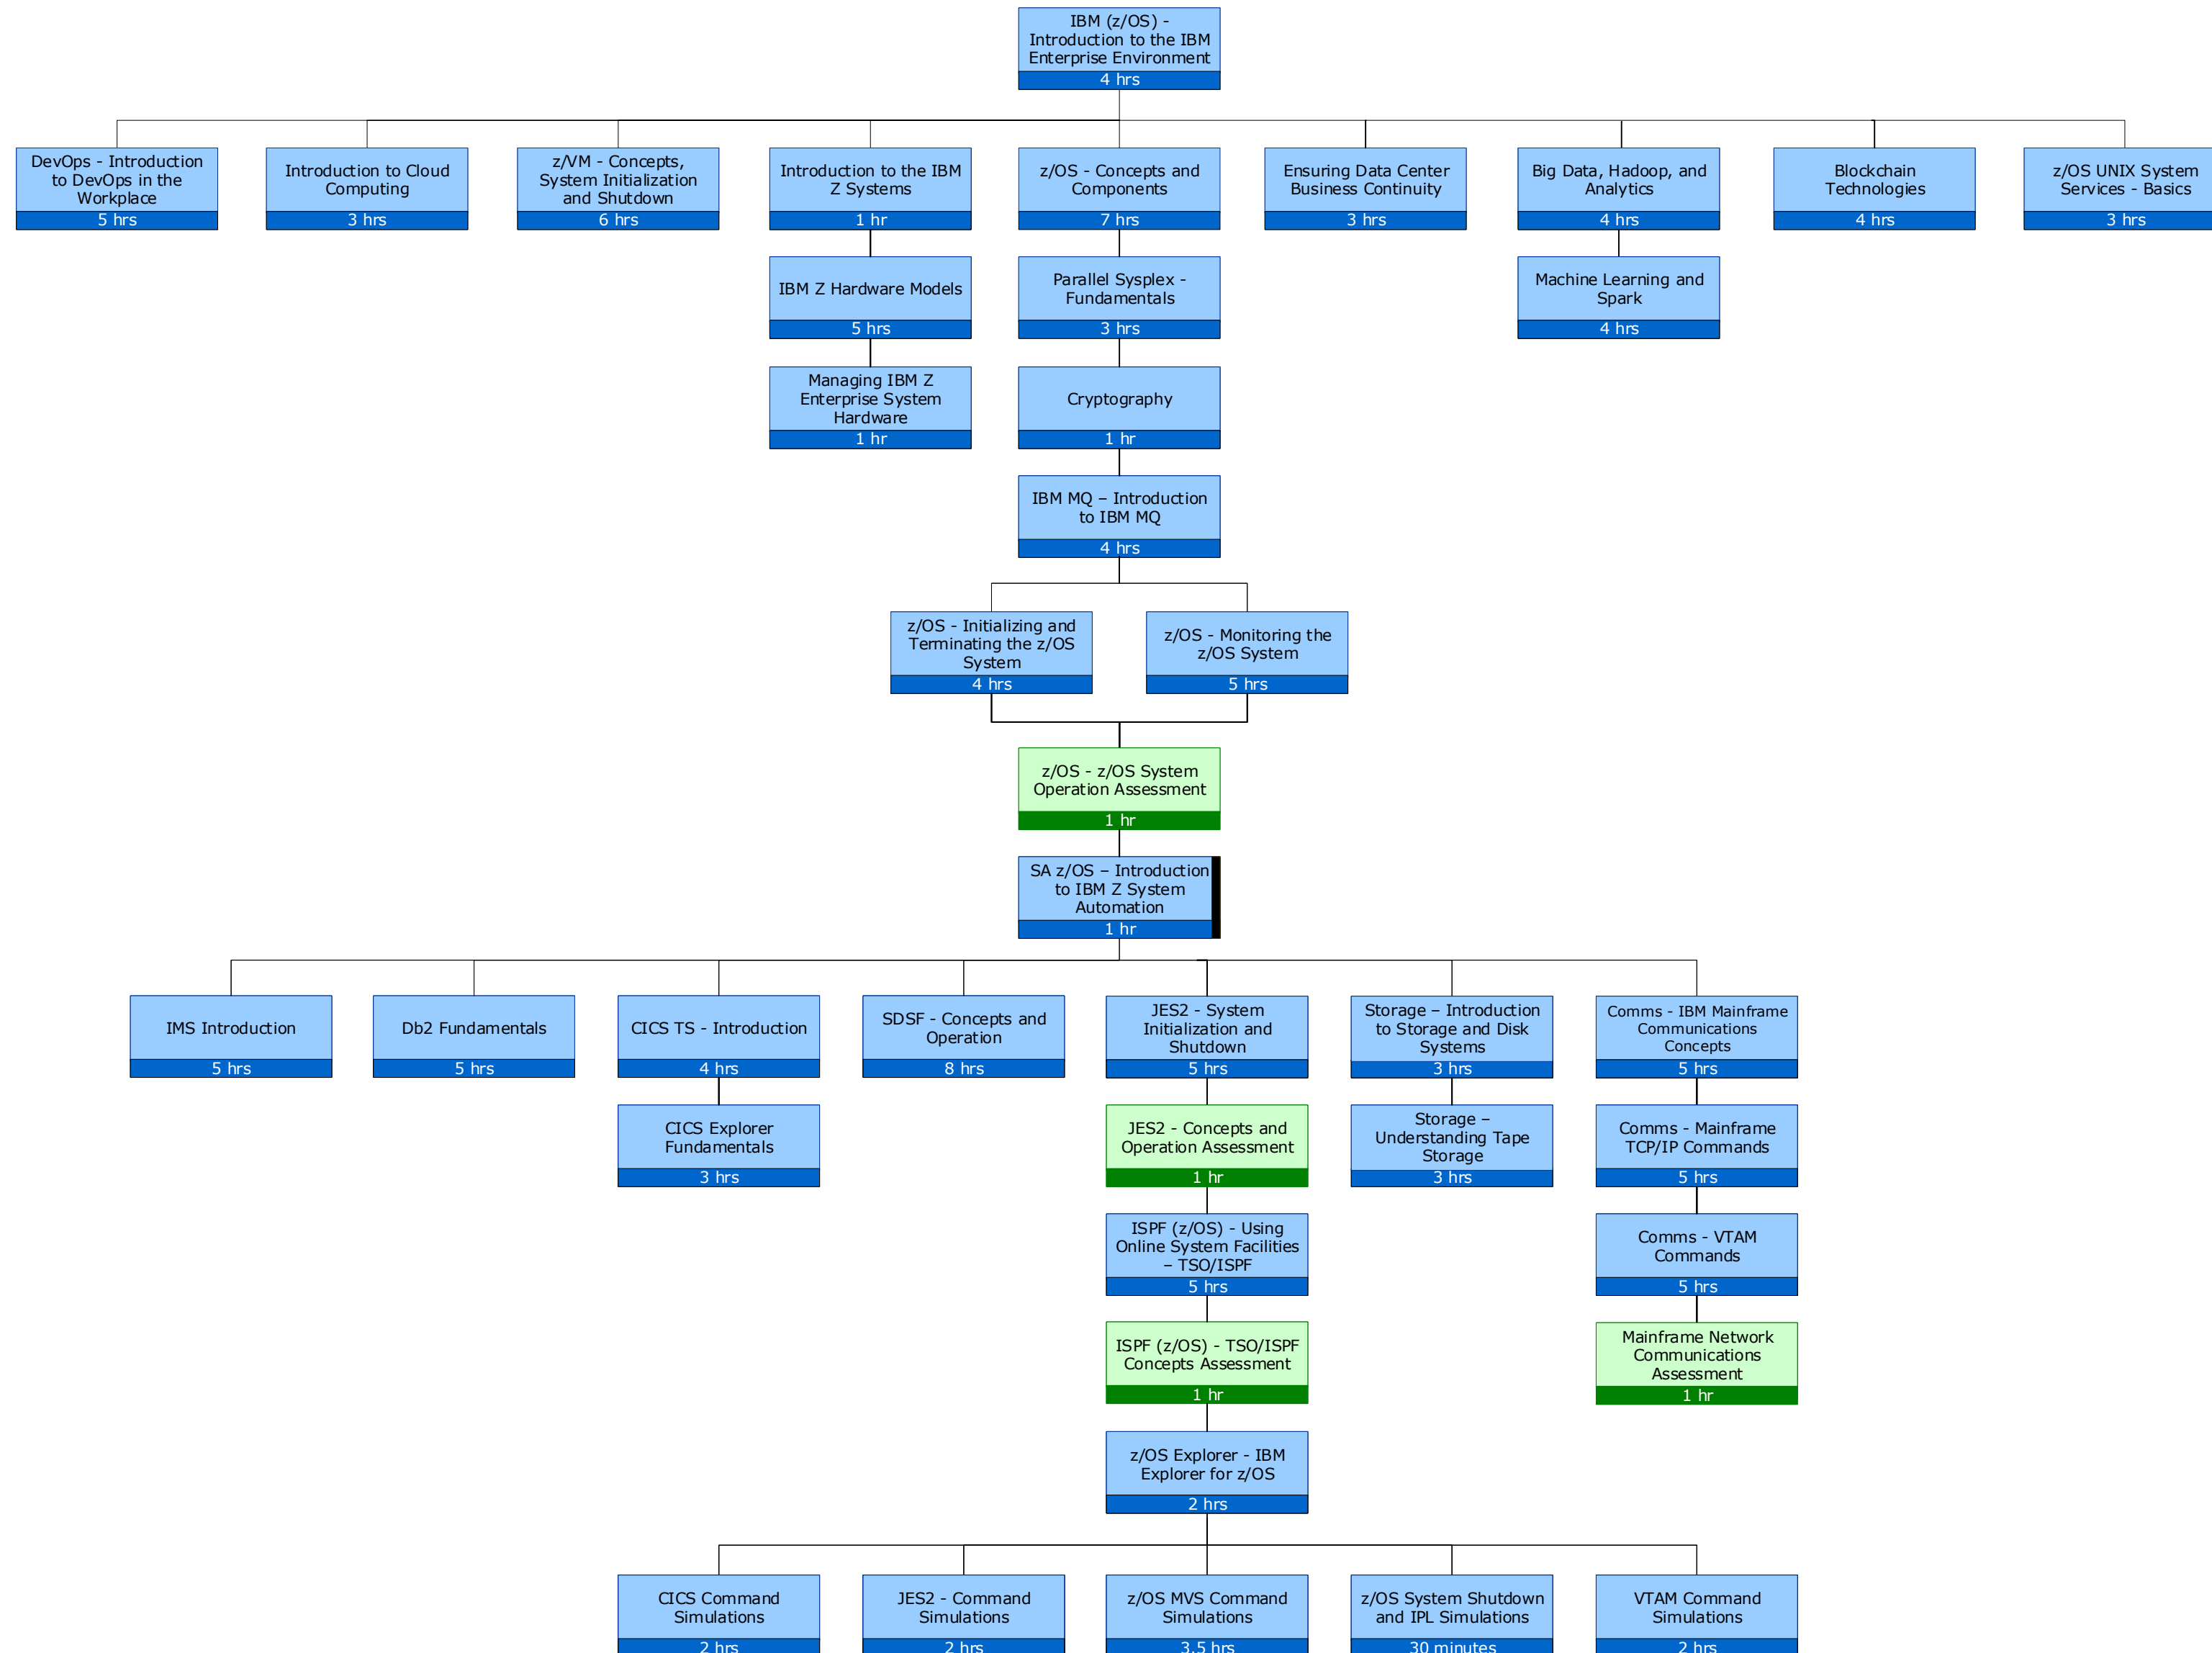 IBM (z/OS) -
Introduction to the IBM
Enterprise Environment
4 hrs
DevOps - Introduction
to DevOps in the
Workplace
5 hrs
Introduction to Cloud
Computing
3 hrs
z/VM - Concepts,
System Initialization
and Shutdown
6 hrs
Introduction to the IBM
Z Systems
1 hr
z/OS - Concepts and
Components
7 hrs
Ensuring Data Center
Business Continuity
3 hrs
Big Data, Hadoop, and
Analytics
4 hrs
Blockchain
Technologies
4 hrs
z/OS UNIX System
Services - Basics
3 hrs
IBM Z Hardware Models
5 hrs
Parallel Sysplex -
Fundamentals
3 hrs
Machine Learning and
Spark
4 hrs
Managing IBM Z
Enterprise System
Hardware
1 hr
Cryptography
1 hr
IBM MQ – Introduction
to IBM MQ
4 hrs
z/OS - Initializing and
Terminating the z/OS
System
4 hrs
z/OS - Monitoring the
z/OS System
5 hrs
z/OS - z/OS System
Operation Assessment
1 hr
SA z/OS – Introduction
to IBM Z System
Automation
1 hr
IMS Introduction
5 hrs
Db2 Fundamentals
5 hrs
CICS TS - Introduction
4 hrs
SDSF - Concepts and
Operation
8 hrs
JES2 - System
Initialization and
Shutdown
5 hrs
Storage – Introduction
to Storage and Disk
Systems
3 hrs
Comms - IBM Mainframe
Communications
Concepts
5 hrs
CICS Explorer
Fundamentals
3 hrs
JES2 - Concepts and
Operation Assessment
1 hr
Storage –
Understanding Tape
Storage
3 hrs
Comms - Mainframe
TCP/IP Commands
5 hrs
ISPF (z/OS) - Using
Online System Facilities
– TSO/ISPF
5 hrs
Comms - VTAM
Commands
5 hrs
ISPF (z/OS) - TSO/ISPF
Concepts Assessment
1 hr
Mainframe Network
Communications
Assessment
1 hr
z/OS Explorer - IBM
Explorer for z/OS
2 hrs
CICS Command
Simulations
2 hrs
JES2 - Command
Simulations
2 hrs
z/OS MVS Command
Simulations
3.5 hrs
z/OS System Shutdown
and IPL Simulations
30 minutes
VTAM Command
Simulations
2 hrs